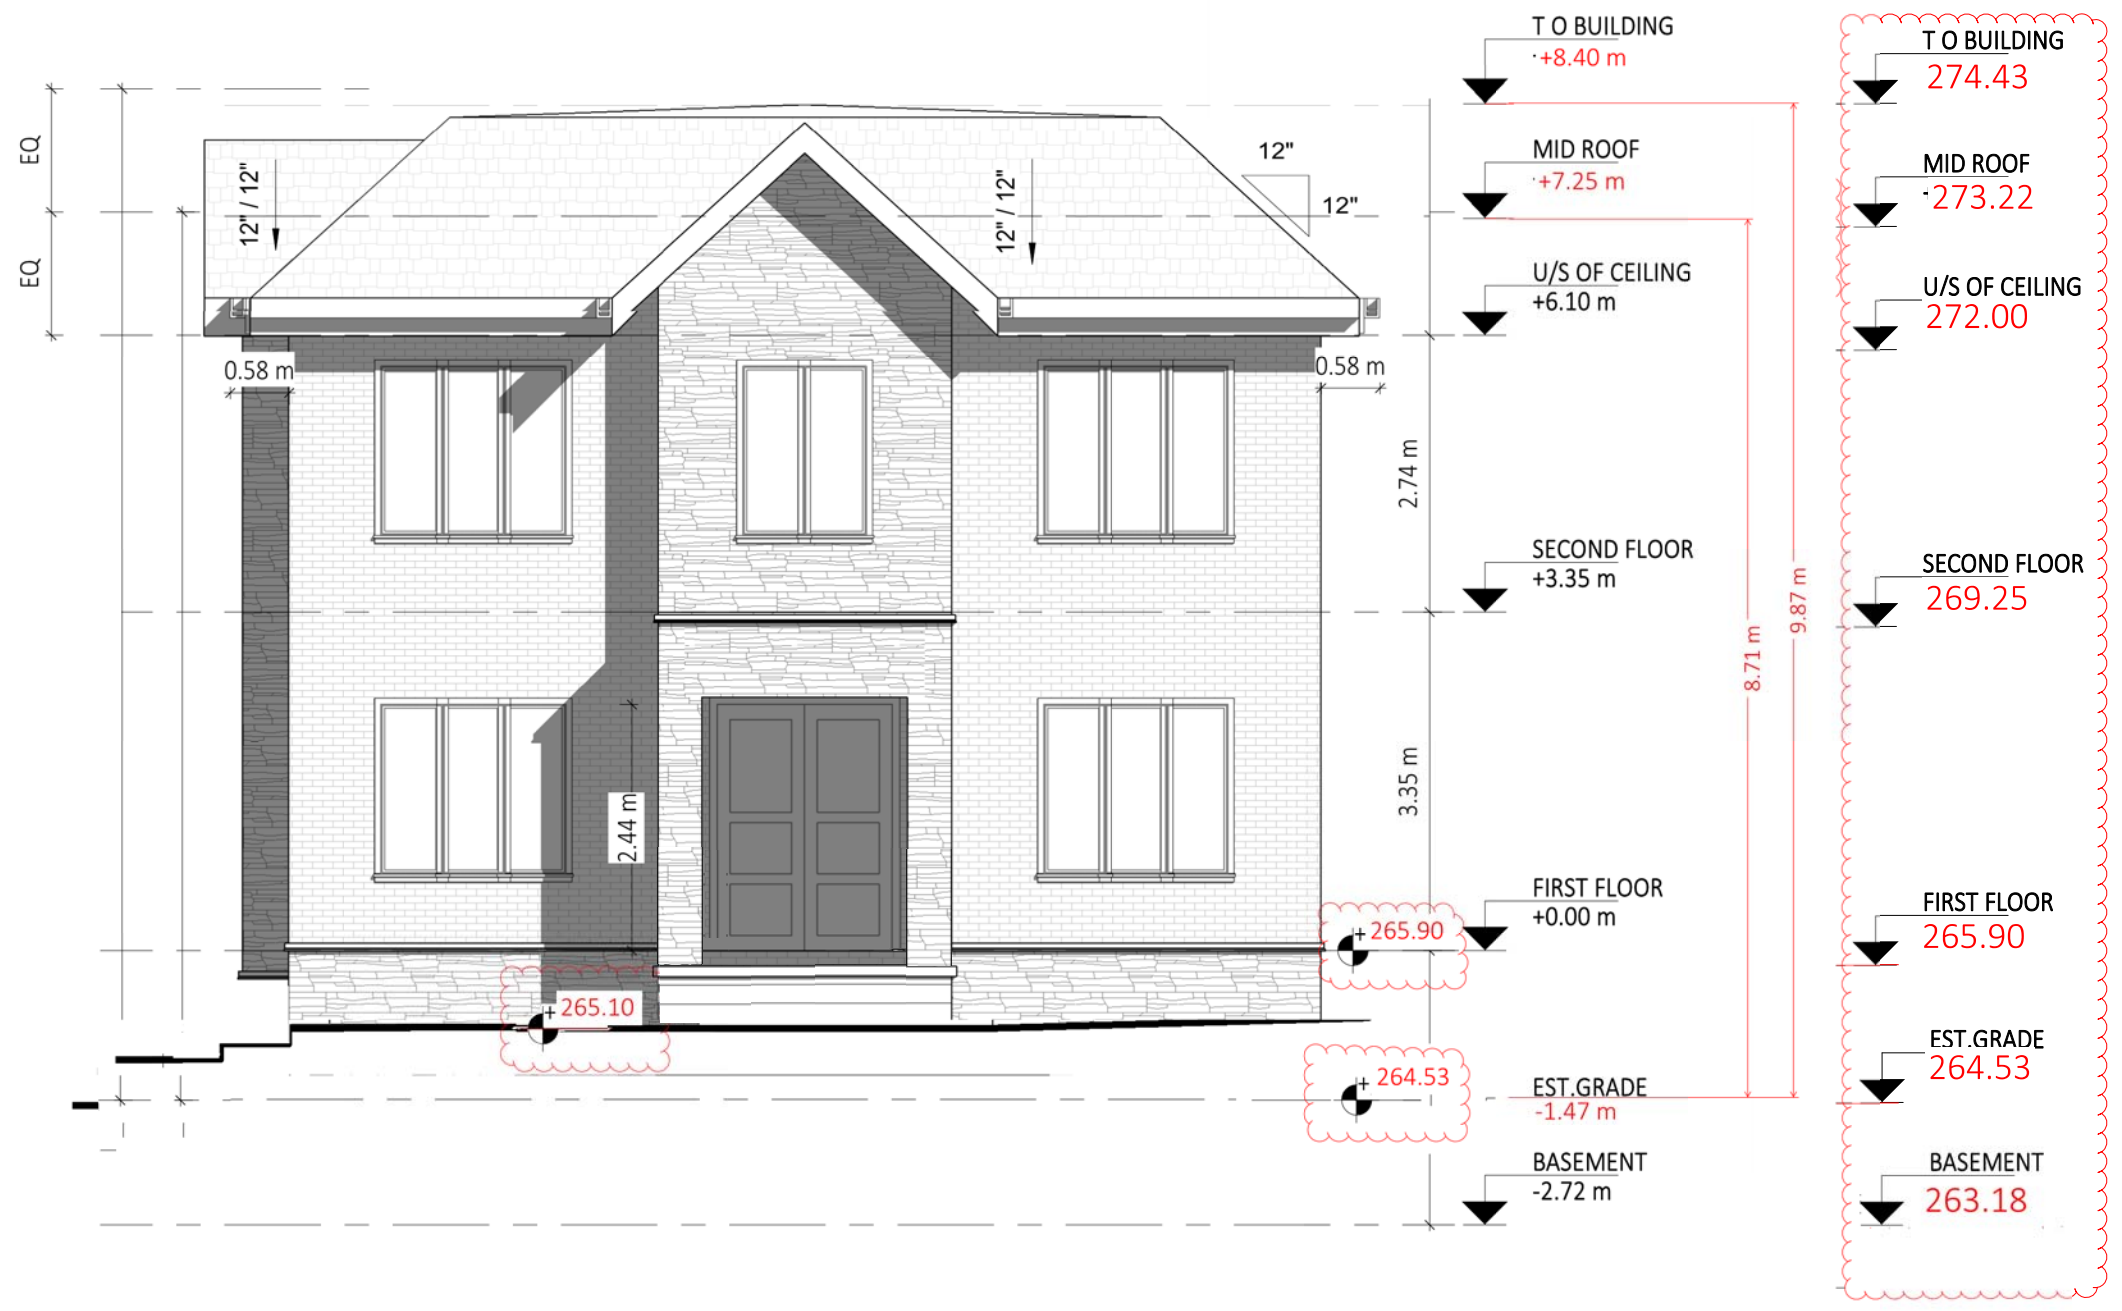 T O BUILDING
+8.40 m
MID ROOF
+7.25 m
U/S OF CEILING
+6.10 m
SECOND FLOOR
+3.35 m
FIRST FLOOR
+0.00 m
EST.GRADE
-1.47 m
BASEMENT
-2.72 m
T O BUILDING
274.43
MID ROOF
273.22
U/S OF CEILING
272.00
SECOND FLOOR
269.25
FIRST FLOOR
265.90
EST.GRADE
264.53
BASEMENT
263.18
EQ
EQ
12" / 12"
12" / 12"
12"
12"
0.58 m
0.58 m
2.74 m
3.35 m
2.44 m
8.71 m
9.87 m
265.90
265.10
264.53